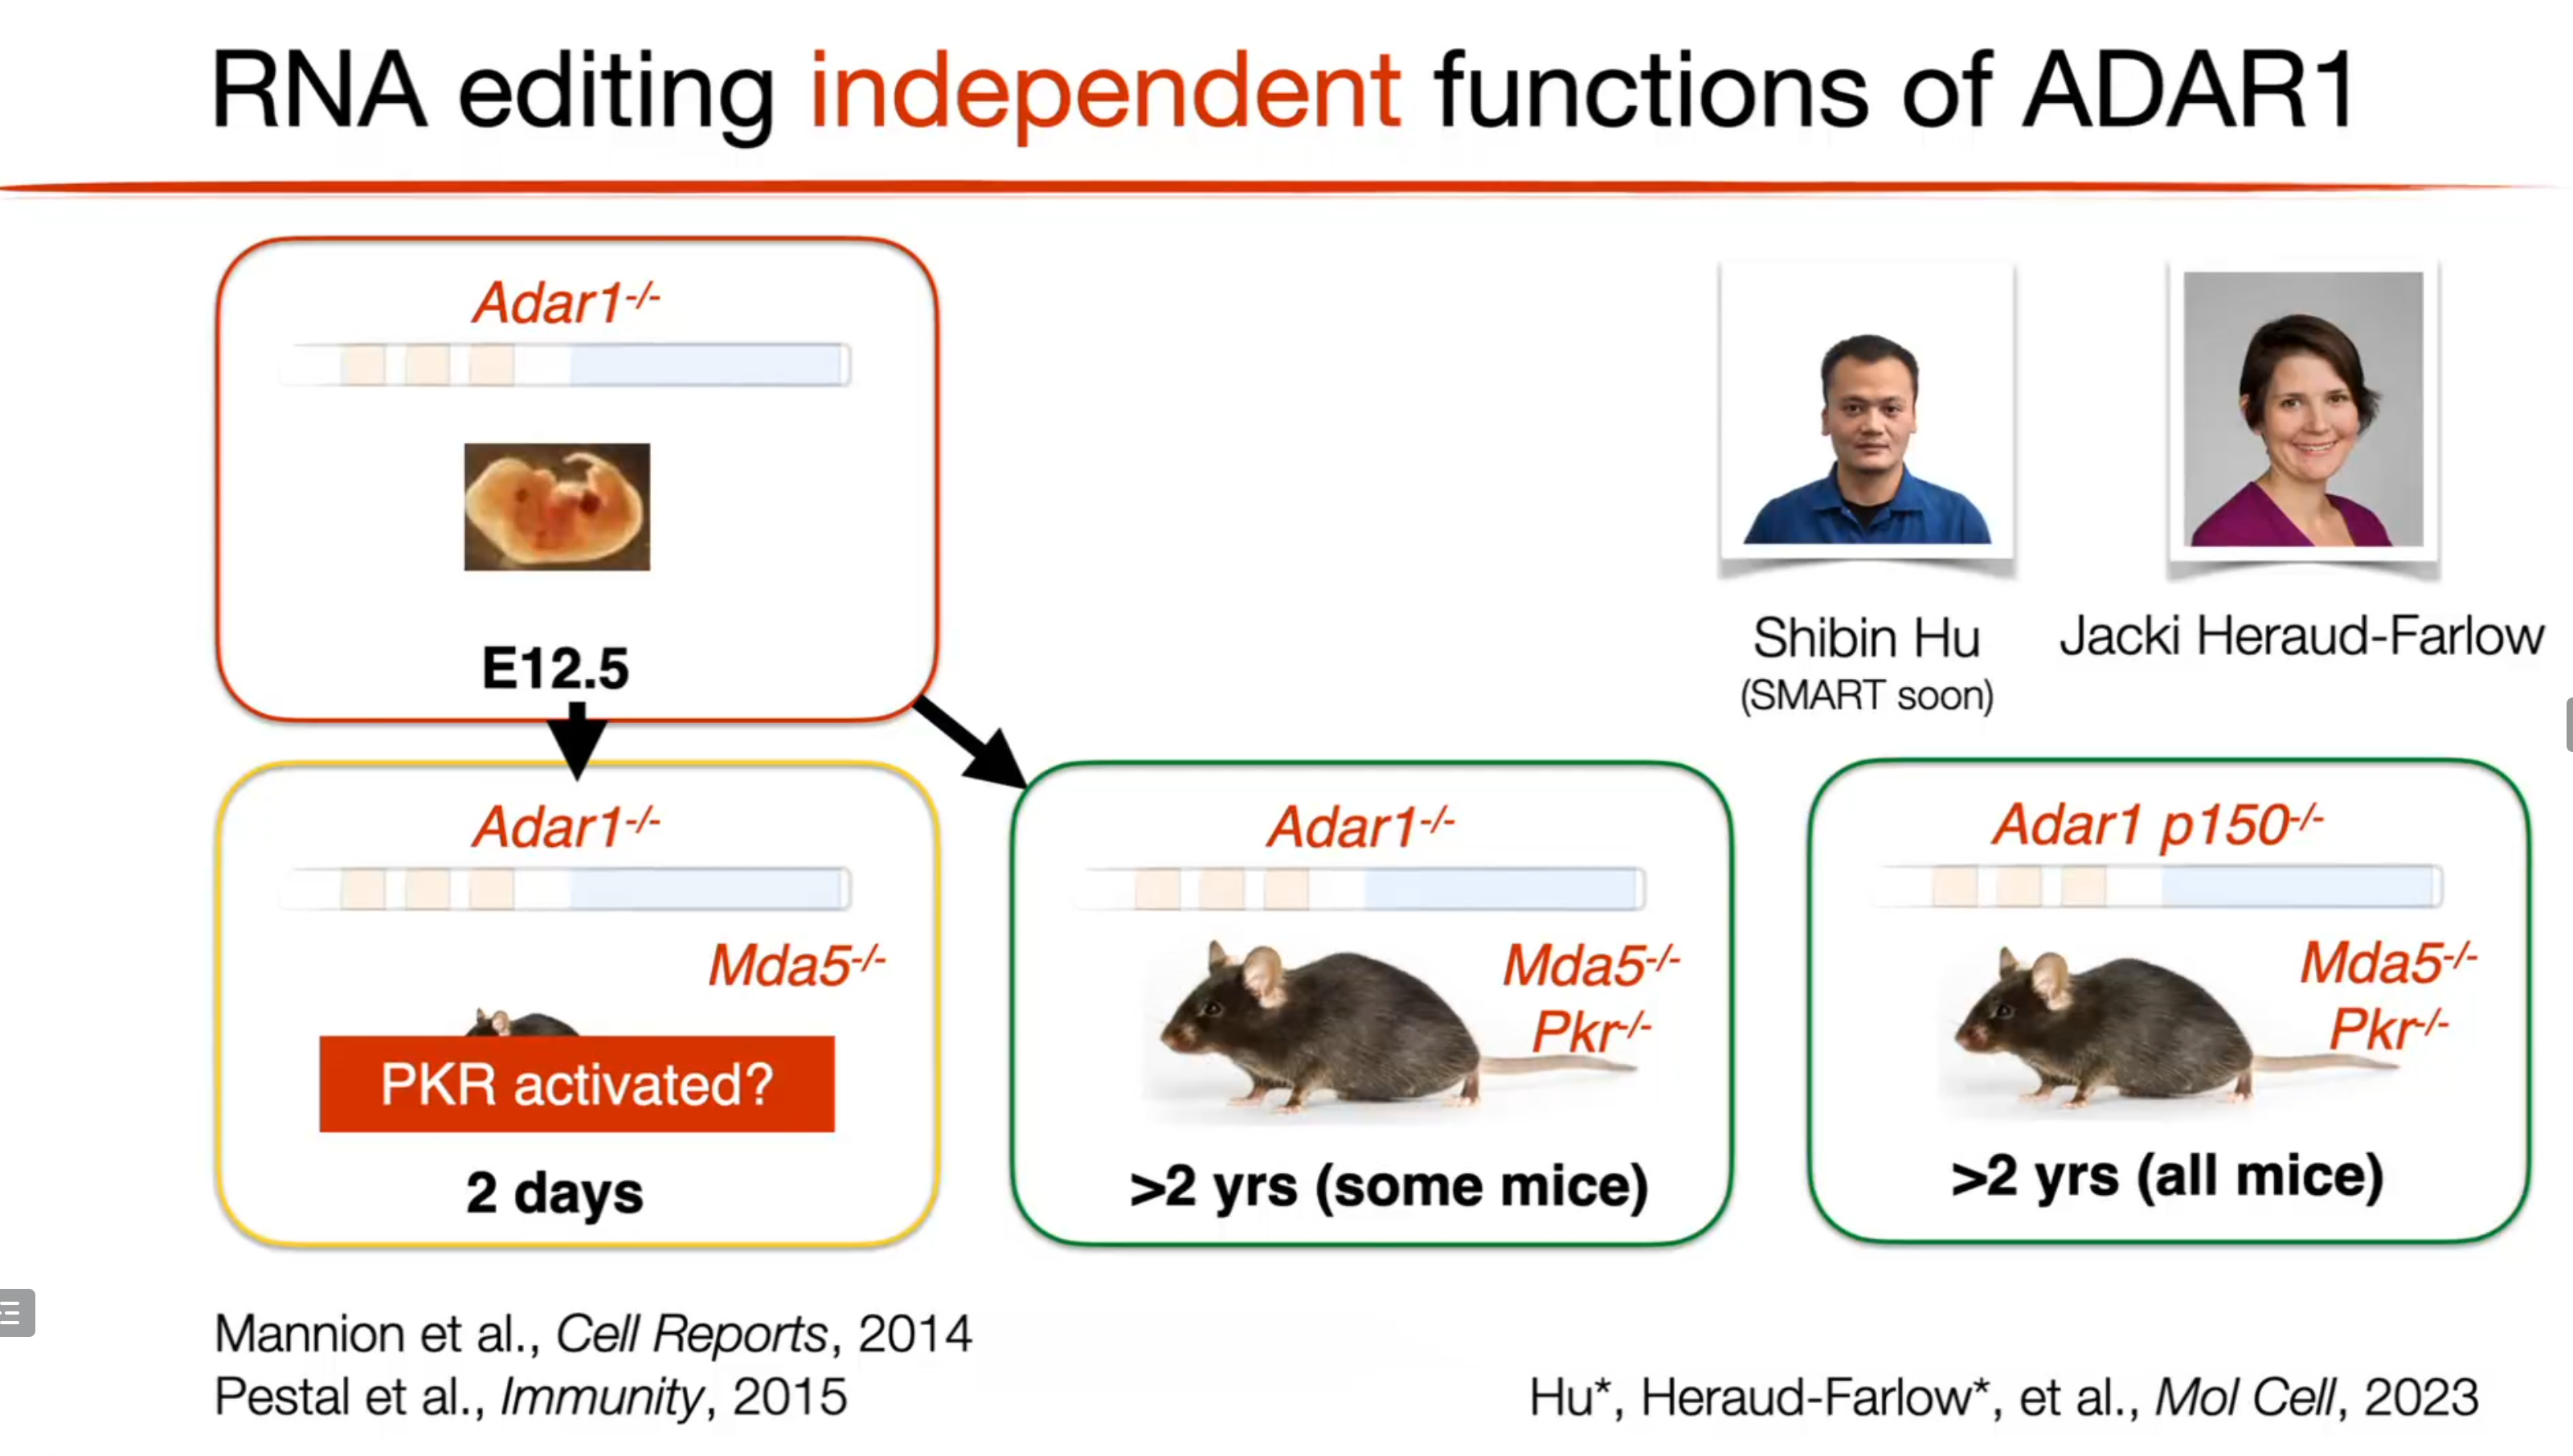 RNA editing independent functions of ADAR1
Adar1-/-
E12.5
Shibin Hu
(SMART soon)
Jacki Heraud-Farlow
Adar1-/-
Mda5-/-
PKR activated?
2 days
Adar1-/-
Mda5-/-
Pkr-/-
>2 yrs (some mice)
Adar1 p150-/-
Mda5-/-
Pkr-/-
>2 yrs (all mice)
Mannion et al., Cell Reports, 2014
Pestal et al., Immunity, 2015
Hu*, Heraud-Farlow*, et al., Mol Cell, 2023